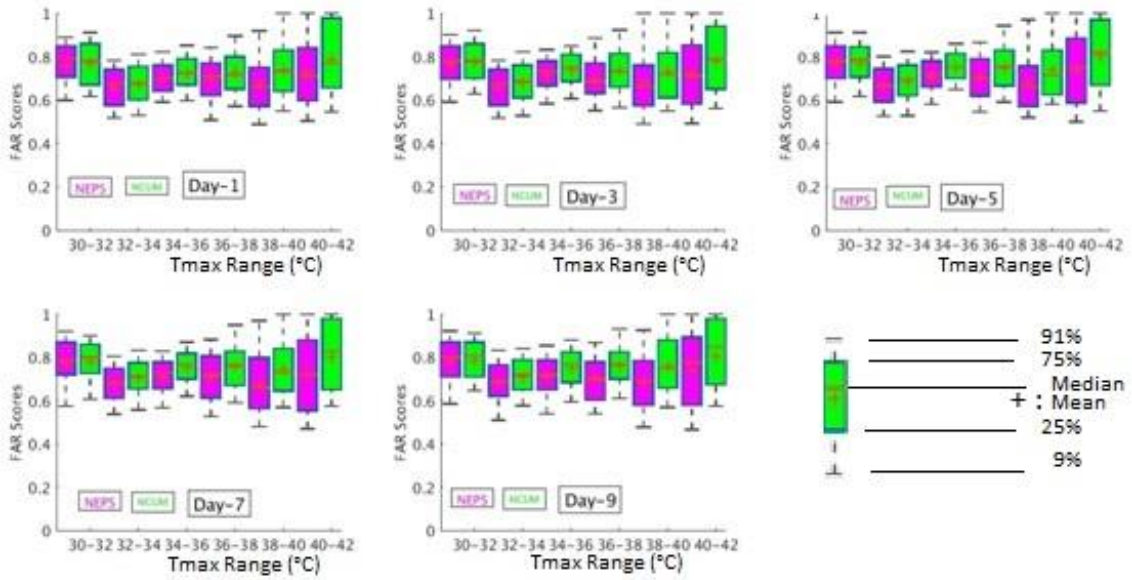 FAR Scores
1
0.8
0.6
0.4
0.2
0
NEPS NCUM Day-1
30-32 32-34 34-36 36-38 38-40 40-42
Tmax Range (°C)
FAR Scores
1
0.8
0.6
0.4
0.2
0
NEPS NCUM Day-3
30-32 32-34 34-36 36-38 38-40 40-42
Tmax Range (°C)
FAR Scores
1
0.8
0.6
0.4
0.2
0
NEPS NCUM Day-5
30-32 32-34 34-36 36-38 38-40 40-42
Tmax Range (°C)
FAR Scores
1
0.8
0.6
0.4
0.2
0
NEPS NCUM Day-7
30-32 32-34 34-36 36-38 38-40 40-42
Tmax Range (°C)
FAR Scores
1
0.8
0.6
0.4
0.2
0
NEPS NCUM Day-9
30-32 32-34 34-36 36-38 38-40 40-42
Tmax Range (°C)
91%
75%
Median
+ : Mean
25%
9%